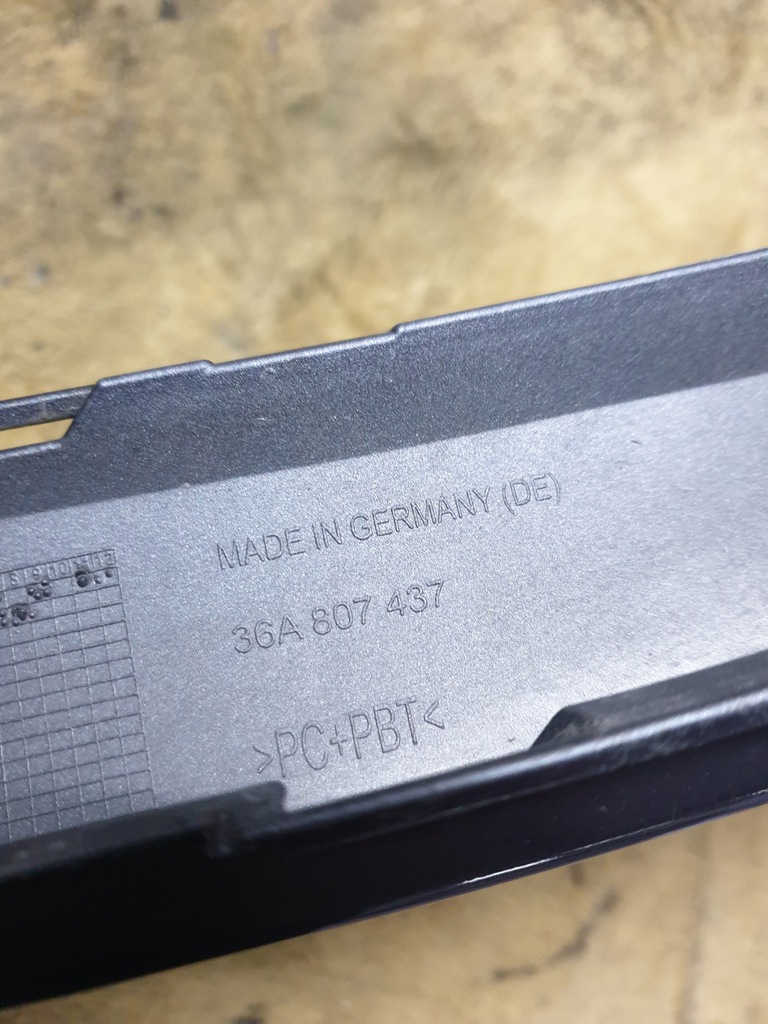 MADE IN GERMANY (DE)
36A 807 437
>PC+PBT<